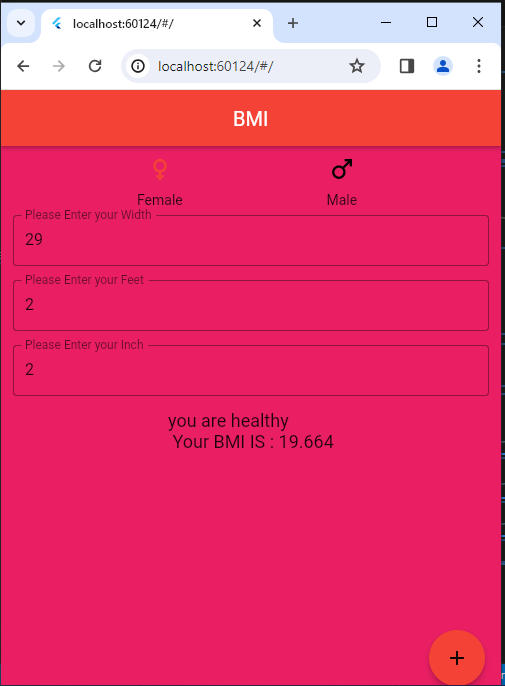 localhost:60124/#/
localhost:60124/#/
BMI
Female Male
Please Enter your Width
29
Please Enter your Feet
2
Please Enter your Inch
2
you are healthy
Your BMI IS : 19.664